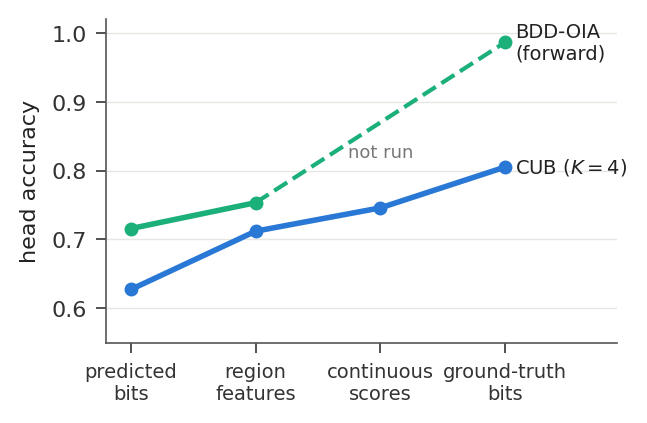 1.0
0.9
0.8
0.7
0.6
head accuracy
BDD-OIA
(forward)
not run
CUB (K = 4)
predicted
bits
region
features
continuous
scores
ground-truth
bits